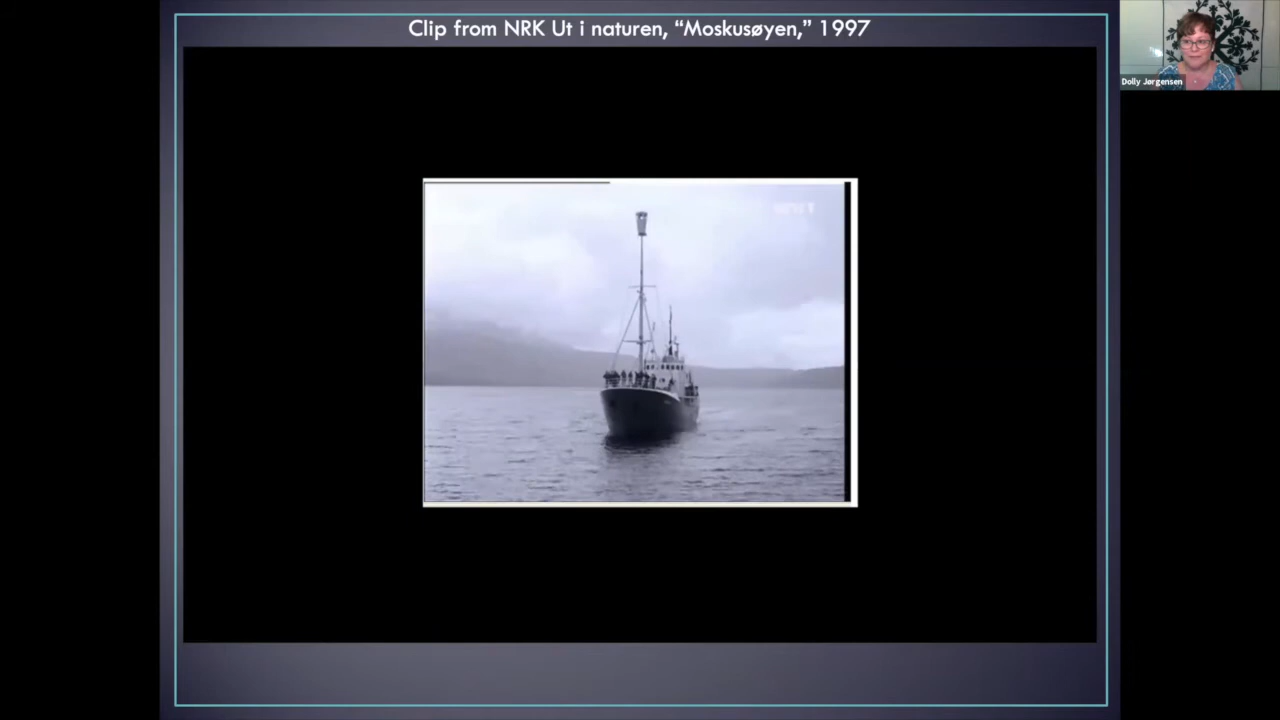 Clip from NRK Ut i naturen, “Moskusøyen,” 1997
Dolly Jørgensen